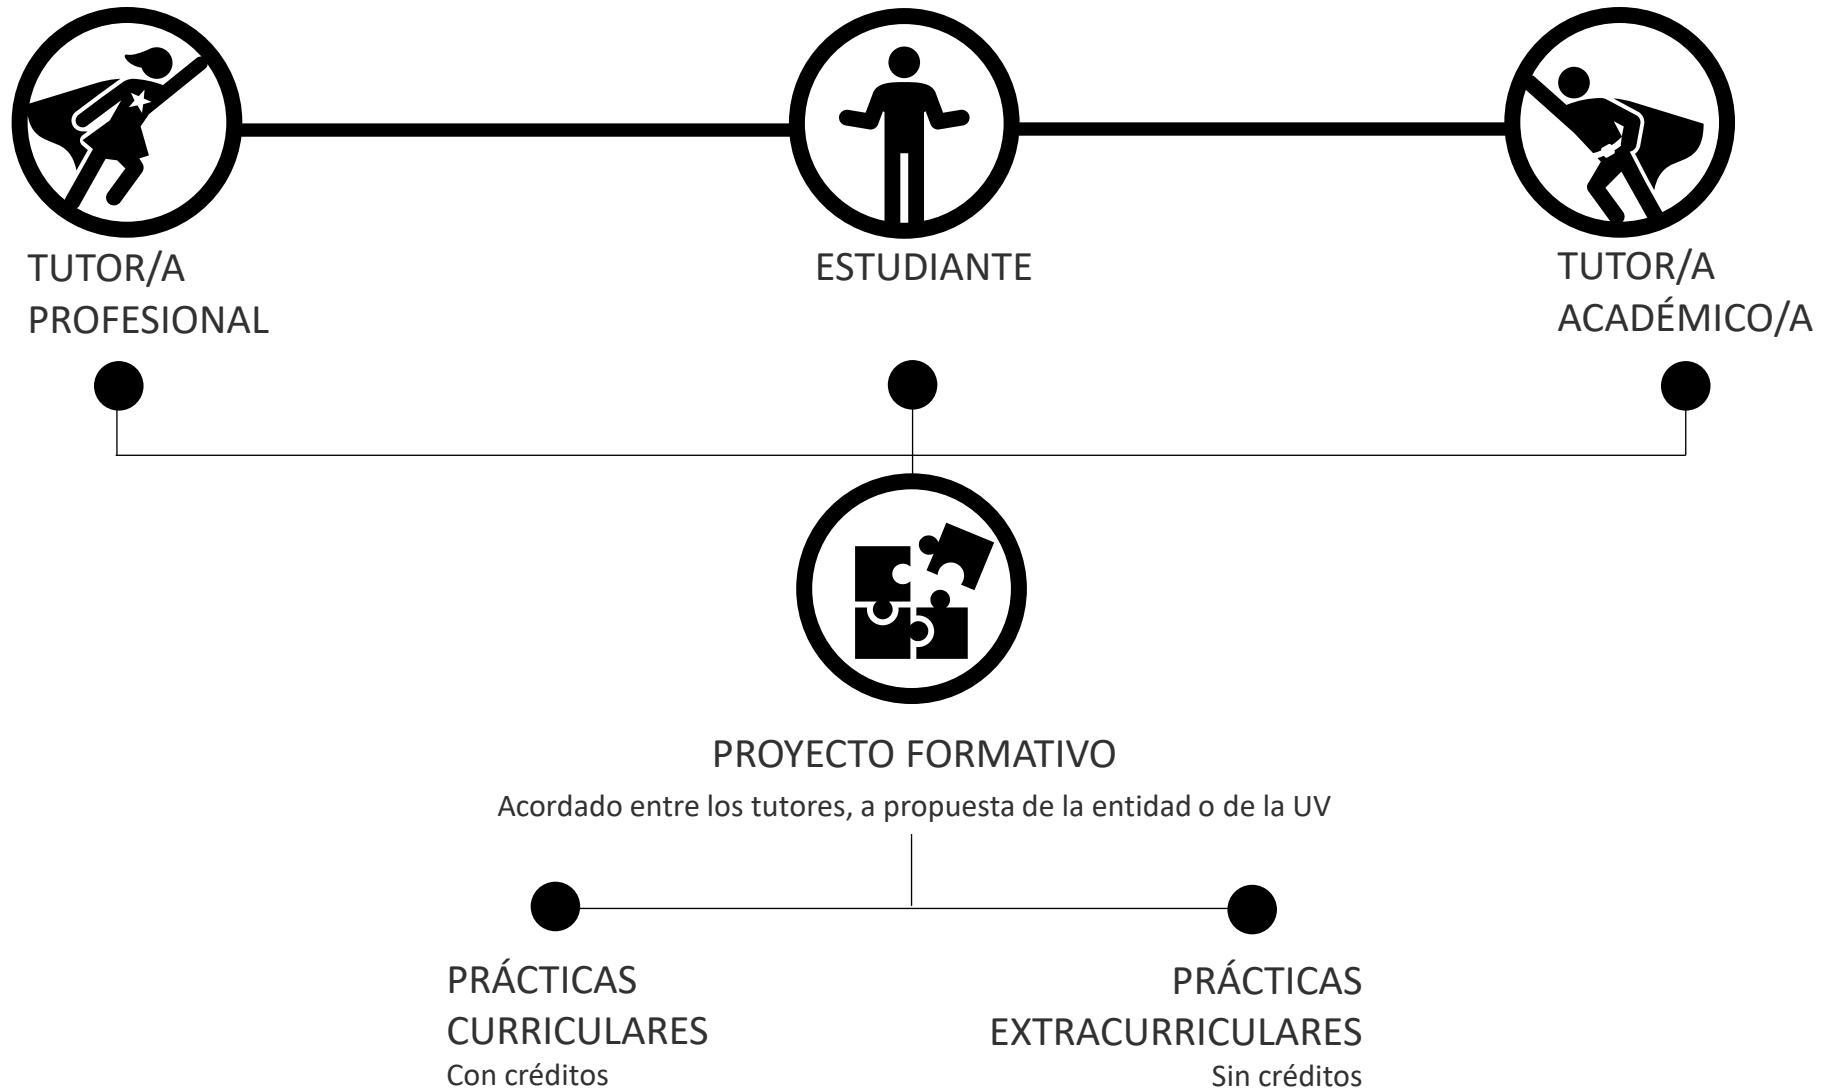 TUTOR/A
PROFESIONAL
ESTUDIANTE
TUTOR/A
ACADÉMICO/A
PROYECTO FORMATIVO
Acordado entre los tutores, a propuesta de la entidad o de la UV
PRÁCTICAS
CURRICULARES
Con créditos
PRÁCTICAS
EXTRACURRICULARES
Sin créditos